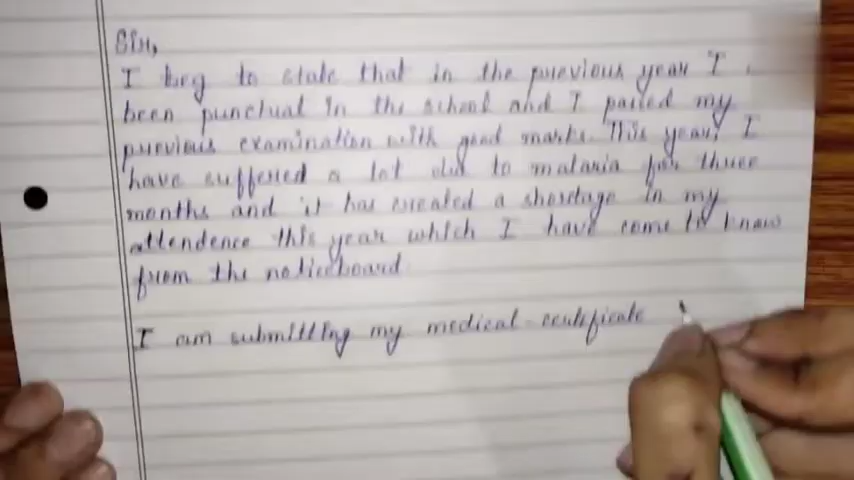 Sir,
I beg to state that in the previous year I
been punctual in the school and I passed my
previous examination with good marks. This year, I
have suffered a lot due to malaria for three
months and it has created a shortage in my
attendence this year which I have come to know
from the noticeboard
I am submitting my medical-certificate